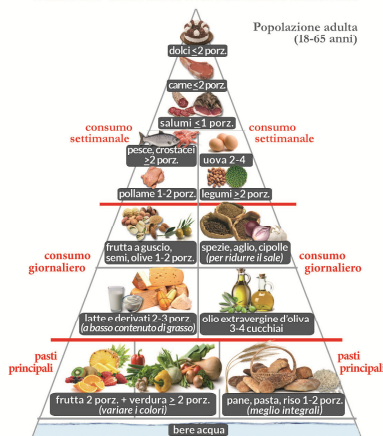 Popolazione adulta
(18-65 anni)
dolci <2 porz.
carne <2 porz.
salumi ≤1 porz.
consumo
settimanale
consumo
settimanale
pesce, crostacei
≥2 porz.
uova 2-4
pollame 1-2 porz.
legumi ≥2 porz.
consumo
giornaliero
consumo
giornaliero
frutta a guscio,
semi, olive 1-2 porz.
spezie, aglio, cipolle
(per ridurre il sale)
latte e derivati 2-3 porz.
(a basso contenuto di grasso)
olio extravergine d'oliva
3-4 cucchiai
pasti
principali
pasti
principali
frutta 2 porz. + verdura ≥ 2 porz.
(variare i colori)
pane, pasta, riso 1-2 porz.
(meglio integrali)
bere acqua